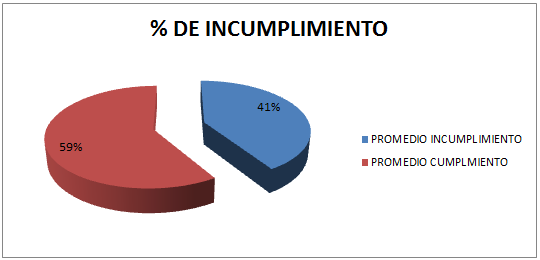 % DE INCUMPLIMIENTO
41%
59%
PROMEDIO INCUMPLIMIENTO
PROMEDIO CUMPLMIENTO